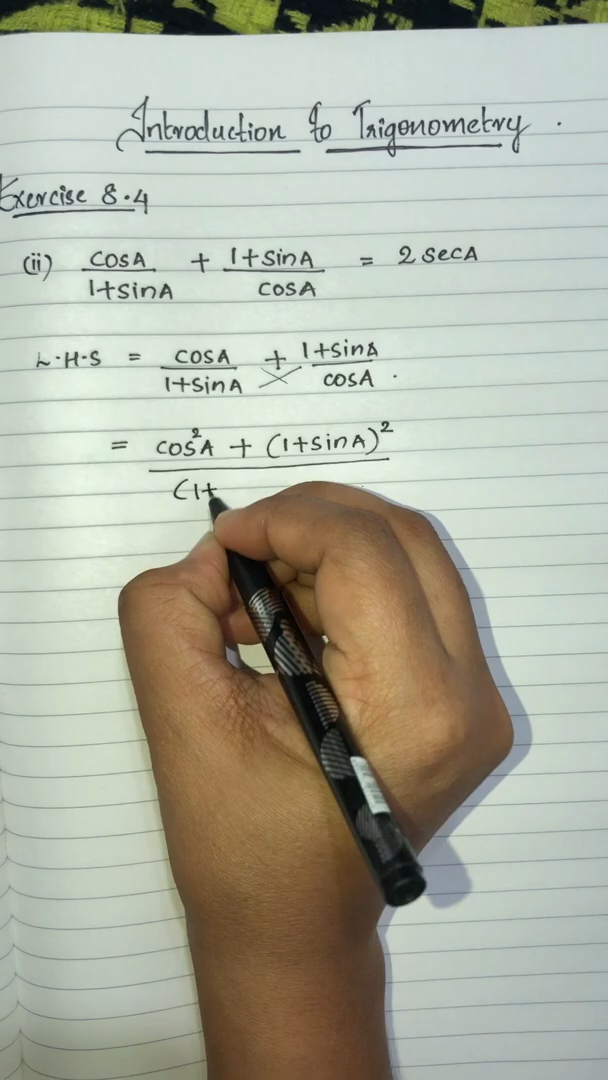 Introduction to Trigonometry.
Exercise 8.4
(ii) cosA/1+sinA + 1+sinA/cosA = 2 secA
L.H.S = cosA/1+sinA + 1+sinA/cosA.
= cos²A + (1+sinA)²
(1+